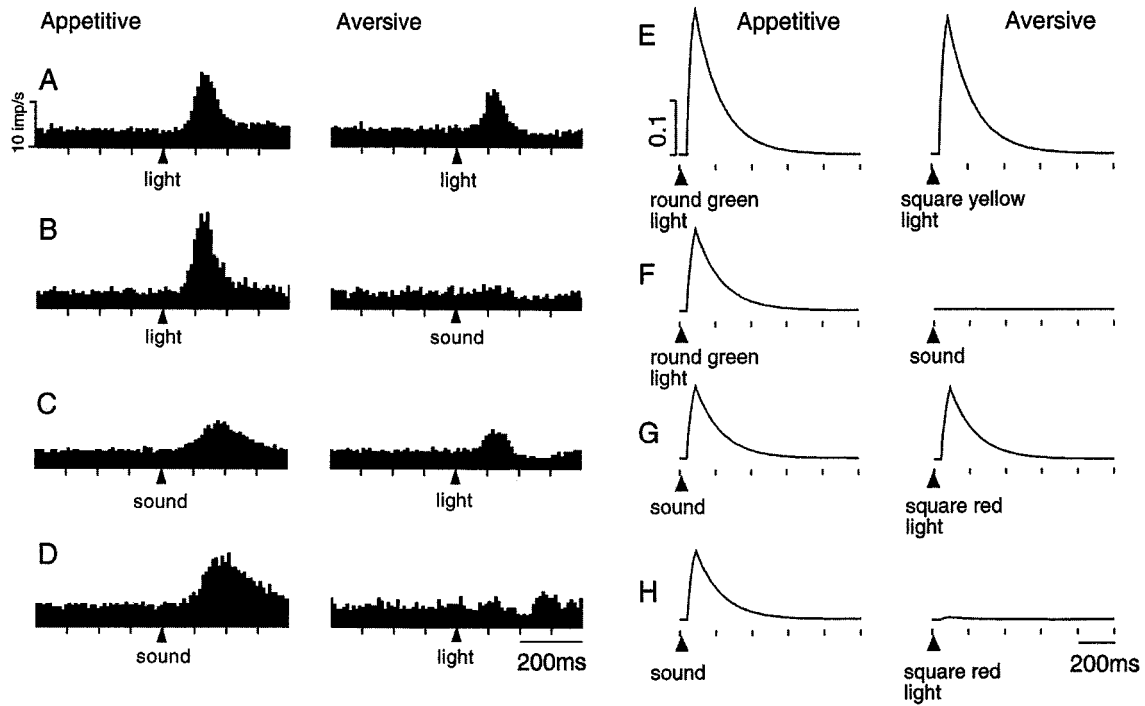 Appetitive
Aversive
A
10 imp/s
light
light
B
light
sound
C
sound
light
D
sound
light
200ms
E
Appetitive
Aversive
0.1
round green
light
square yellow
light
F
round green
light
sound
G
sound
square red
light
H
sound
square red
light
200ms